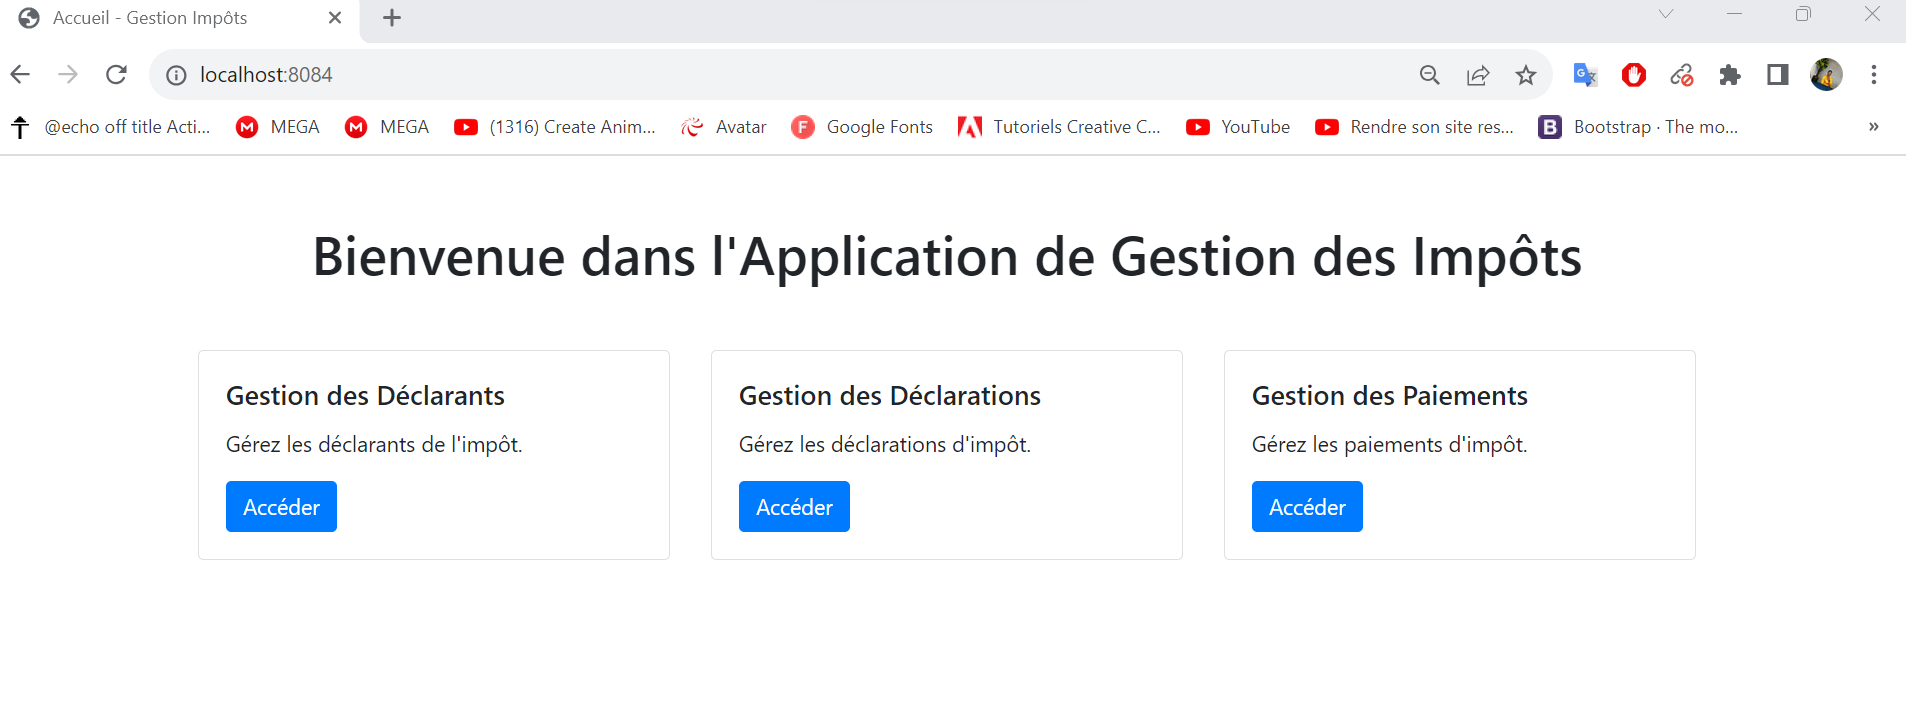 Accueil - Gestion Impôts
localhost:8084
@echo off title Acti... MEGA MEGA (1316) Create Anim... Avatar Google Fonts Tutoriels Creative C... YouTube Rendre son site res... Bootstrap · The mo... »
Bienvenue dans l'Application de Gestion des Impôts
Gestion des Déclarants
Gérez les déclarants de l'impôt.
Accéder
Gestion des Déclarations
Gérez les déclarations d'impôt.
Accéder
Gestion des Paiements
Gérez les paiements d'impôt.
Accéder